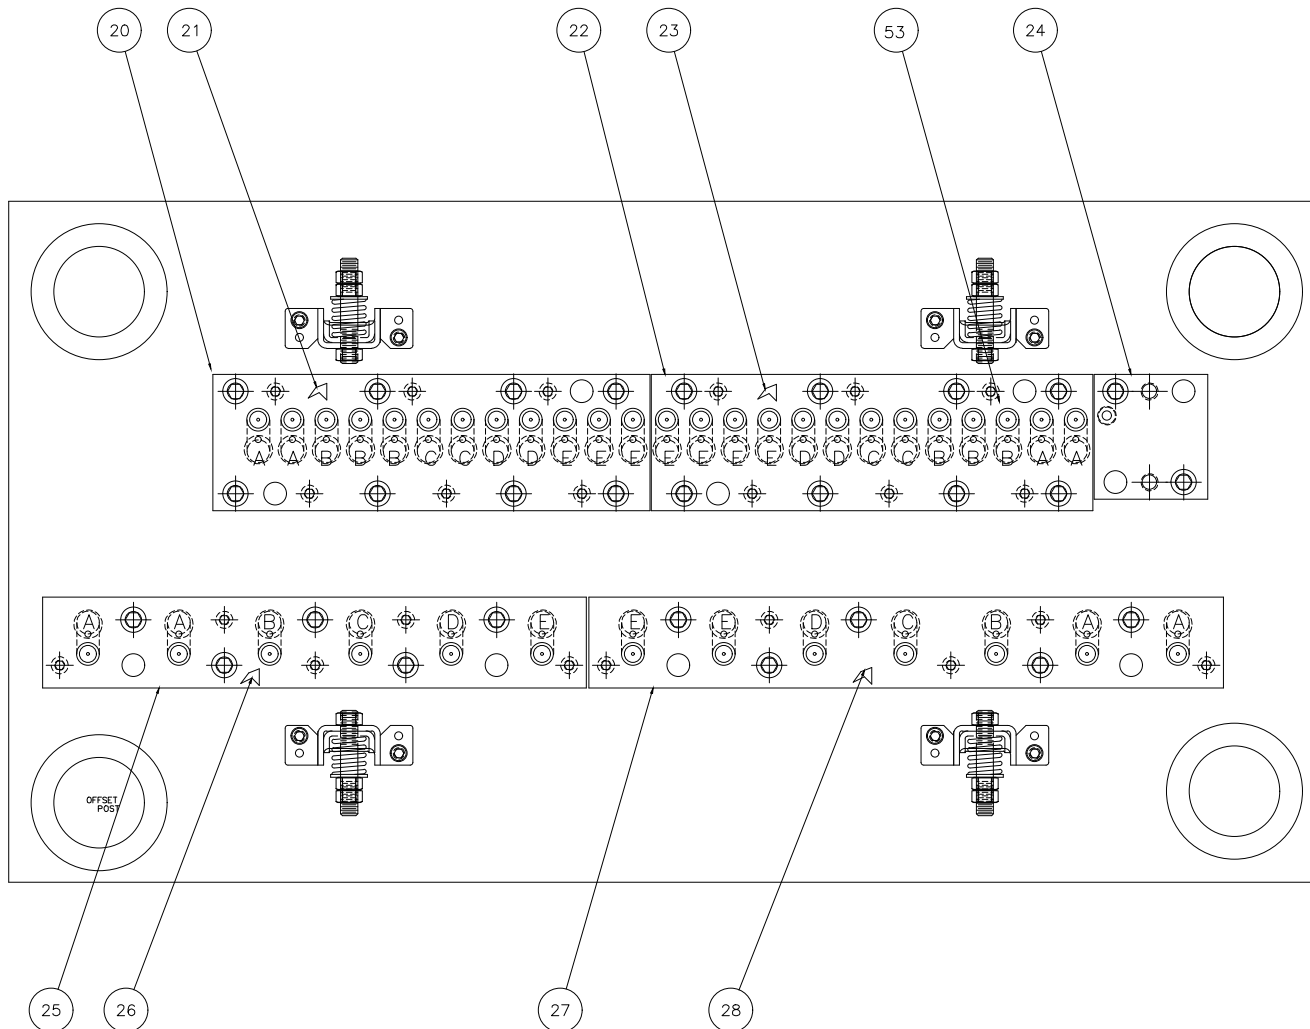 20 21 22 23 53 24
A A B B B C C D D E E E E E E E D D C C B B B A A
A A B C D E E E D C B A A
OFFSET
POST
25 26 27 28